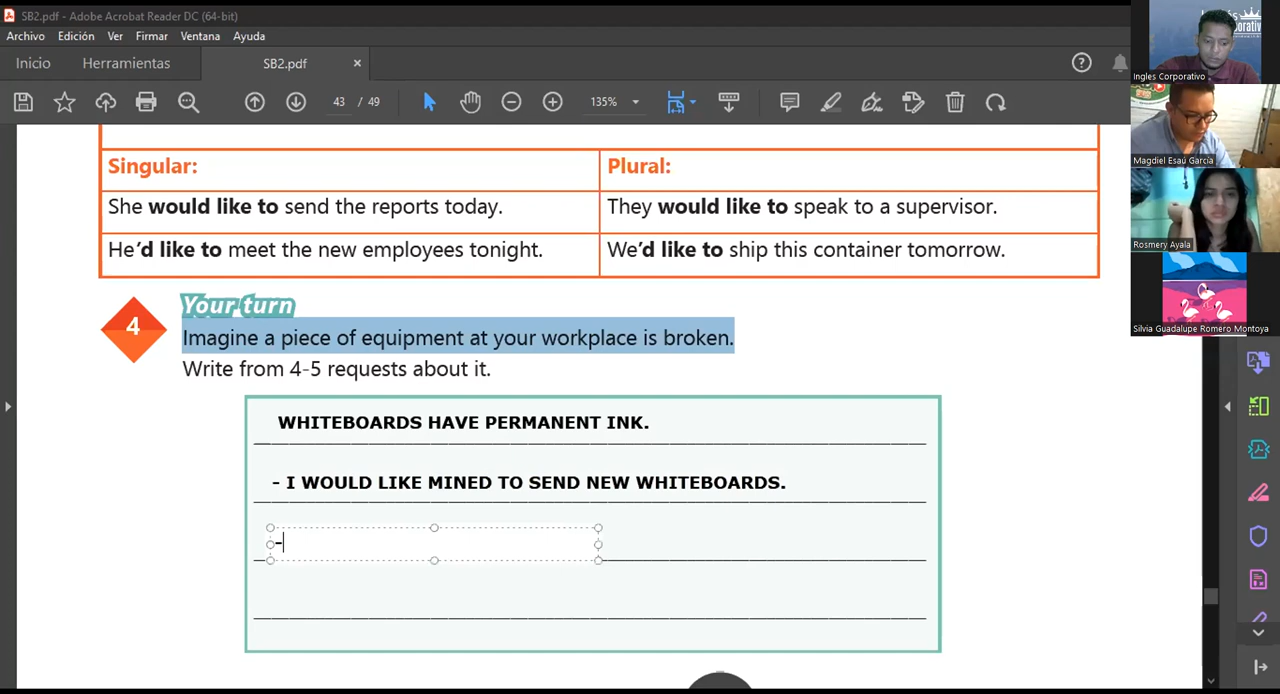 SB2.pdf - Adobe Acrobat Reader DC (64-bit)
Archivo Edición Ver Firmar Ventana Ayuda
Inicio Herramientas SB2.pdf ×
43 / 49 135%
Singular: Plural:
She would like to send the reports today. They would like to speak to a supervisor.
He'd like to meet the new employees tonight. We'd like to ship this container tomorrow.
4
Your turn
Imagine a piece of equipment at your workplace is broken.
Write from 4-5 requests about it.
WHITEBOARDS HAVE PERMANENT INK.
- I WOULD LIKE MINED TO SEND NEW WHITEBOARDS.
-
Ingles Corporativo
Magdiel Esaú García
Rosmery Ayala
Silvia Guadalupe Romero Montoya